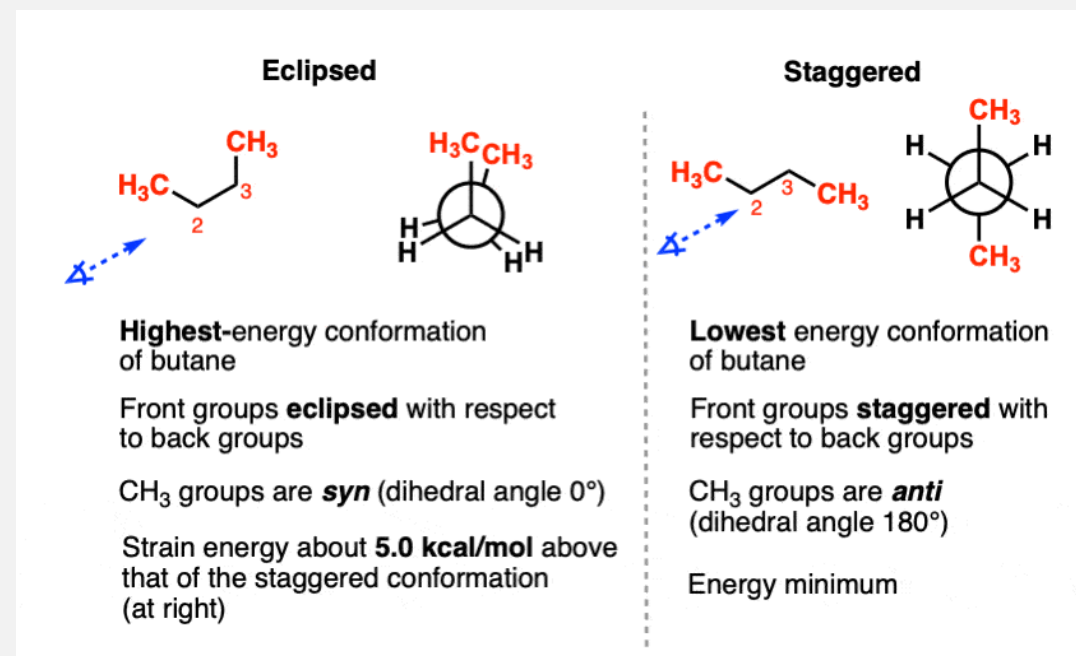 Eclipsed
CH3
H3C
3
2
H3C
CH3
H
H
H
H
Highest-energy conformation
of butane
Front groups eclipsed with respect
to back groups
CH3 groups are syn (dihedral angle 0°)
Strain energy about 5.0 kcal/mol above
that of the staggered conformation
(at right)
Staggered
H3C
3
2
CH3
CH3
H
H
H
H
CH3
Lowest energy conformation
of butane
Front groups staggered with
respect to back groups
CH3 groups are anti
(dihedral angle 180°)
Energy minimum